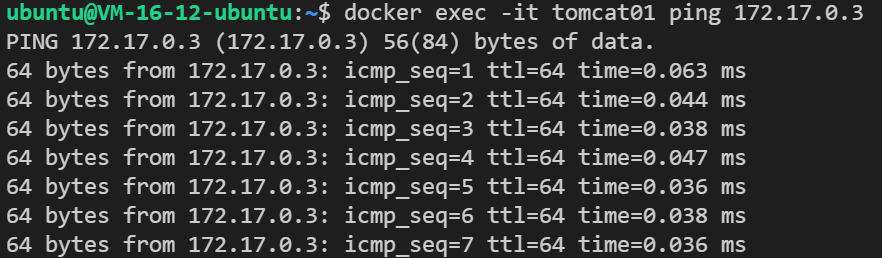 ubuntu@VM-16-12-ubuntu:~$ docker exec -it tomcat01 ping 172.17.0.3
PING 172.17.0.3 (172.17.0.3) 56(84) bytes of data.
64 bytes from 172.17.0.3: icmp_seq=1 ttl=64 time=0.063 ms
64 bytes from 172.17.0.3: icmp_seq=2 ttl=64 time=0.044 ms
64 bytes from 172.17.0.3: icmp_seq=3 ttl=64 time=0.038 ms
64 bytes from 172.17.0.3: icmp_seq=4 ttl=64 time=0.047 ms
64 bytes from 172.17.0.3: icmp_seq=5 ttl=64 time=0.036 ms
64 bytes from 172.17.0.3: icmp_seq=6 ttl=64 time=0.038 ms
64 bytes from 172.17.0.3: icmp_seq=7 ttl=64 time=0.036 ms